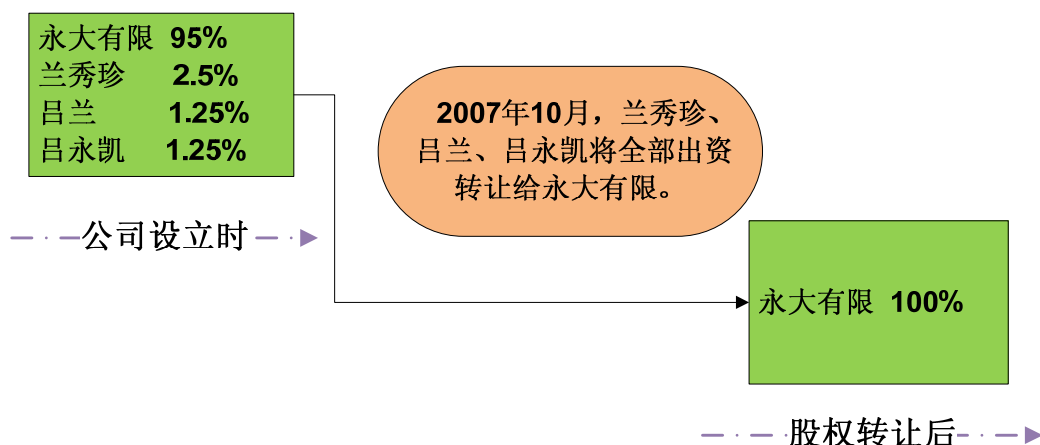 永大有限 95%
兰秀珍 2.5%
吕兰 1.25%
吕永凯 1.25%
2007年10月，兰秀珍、
吕兰、吕永凯将全部出资
转让给永大有限。
公司设立时
永大有限 100%
股权转让后